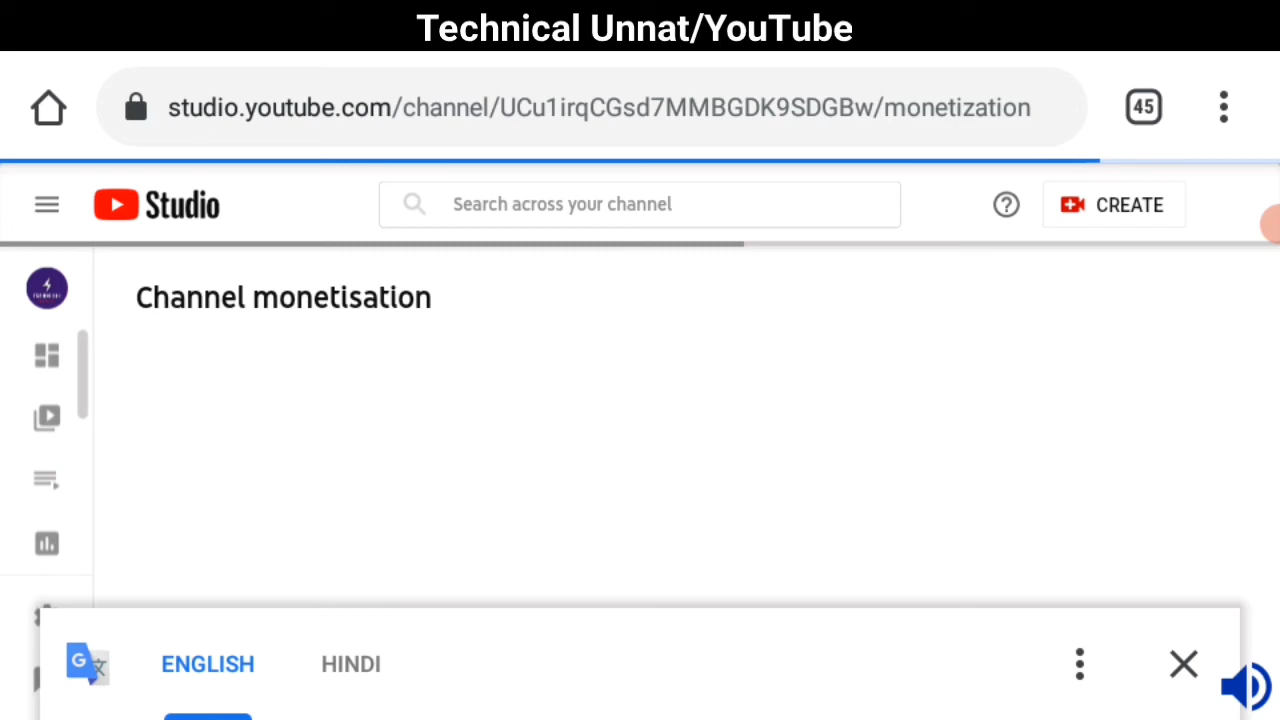 Technical Unnat/YouTube
studio.youtube.com/channel/UCu1irqCGsd7MMBGDK9SDGBw/monetization
45
Studio
Search across your channel
CREATE
Channel monetisation
ENGLISH
HINDI